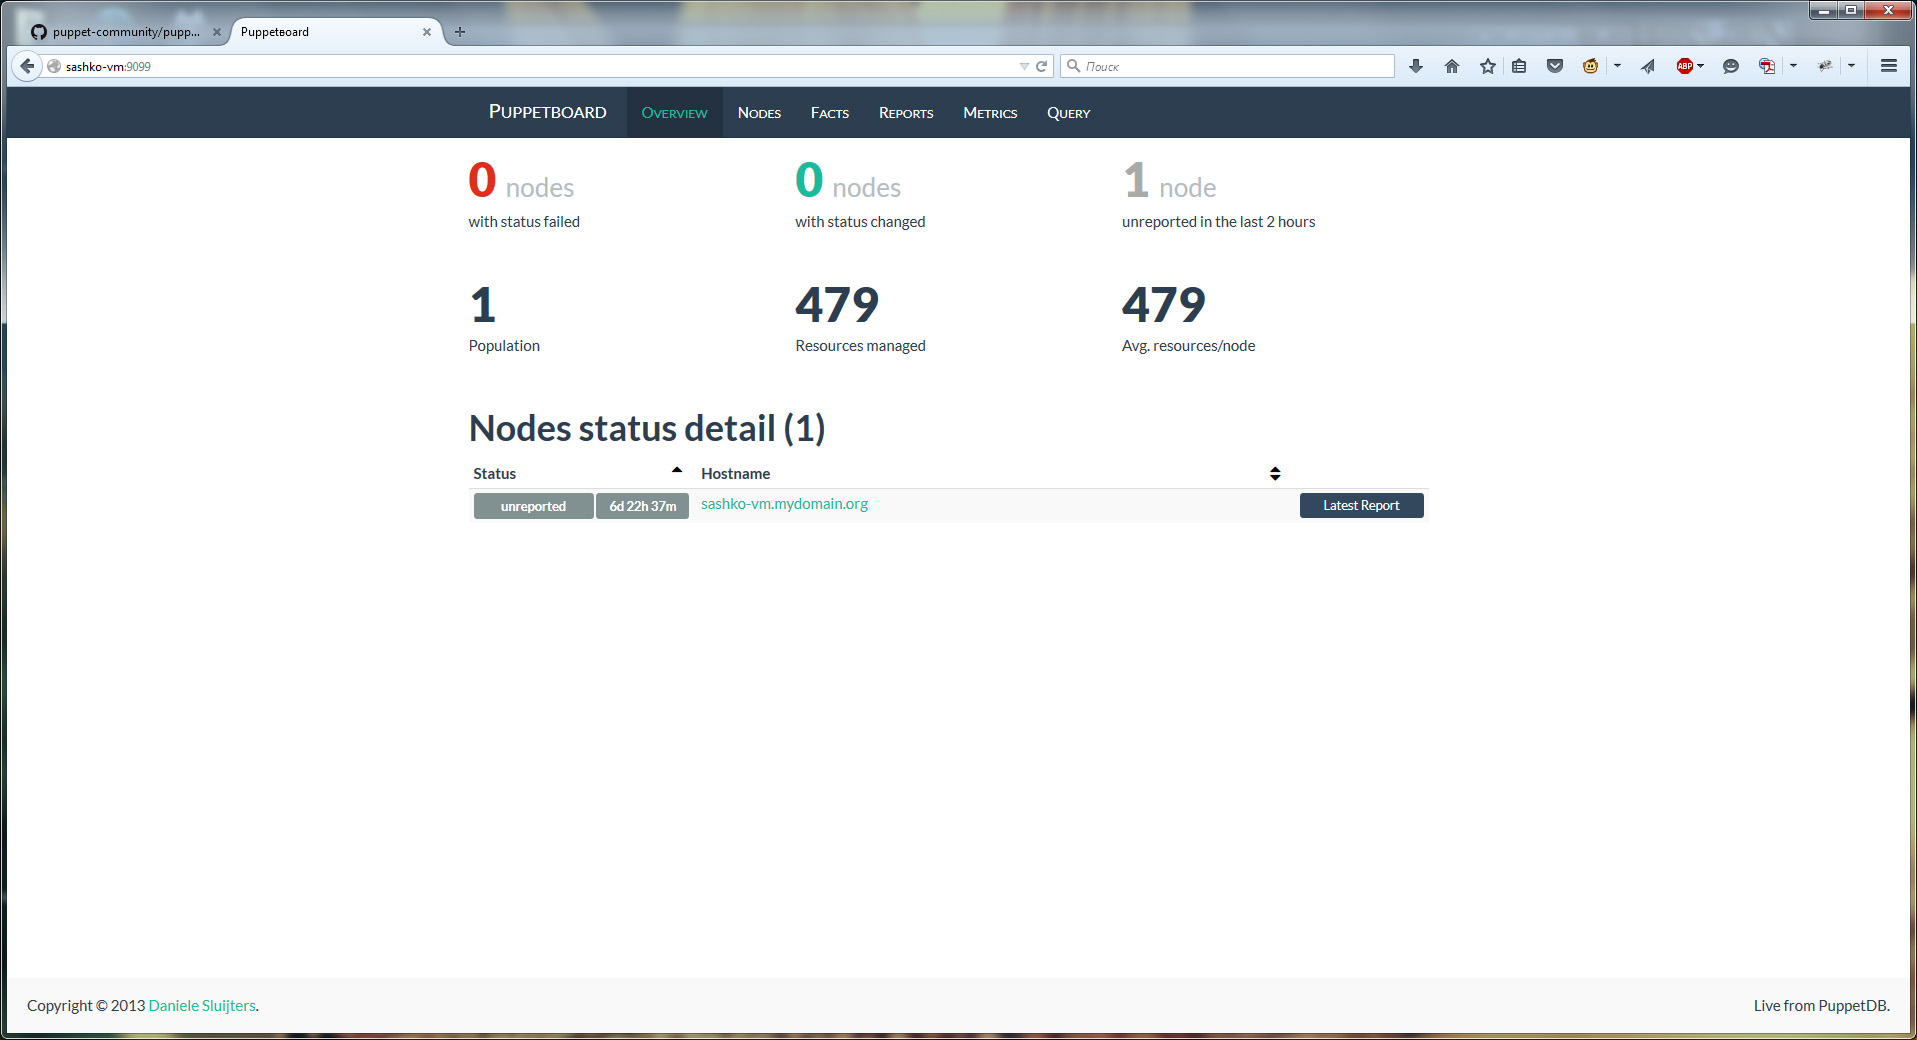 puppet-community/pupp...
Puppetboard
sashko-vm:9099
Поиск
ABP
Puppetboard Overview Nodes Facts Reports Metrics Query
0 nodes
with status failed
0 nodes
with status changed
1 node
unreported in the last 2 hours
1
Population
479
Resources managed
479
Avg. resources/node
Nodes status detail (1)
Status Hostname
unreported 6d 22h 37m sashko-vm.mydomain.org Latest Report
Copyright © 2013 Daniele Sluijters.
Live from PuppetDB.